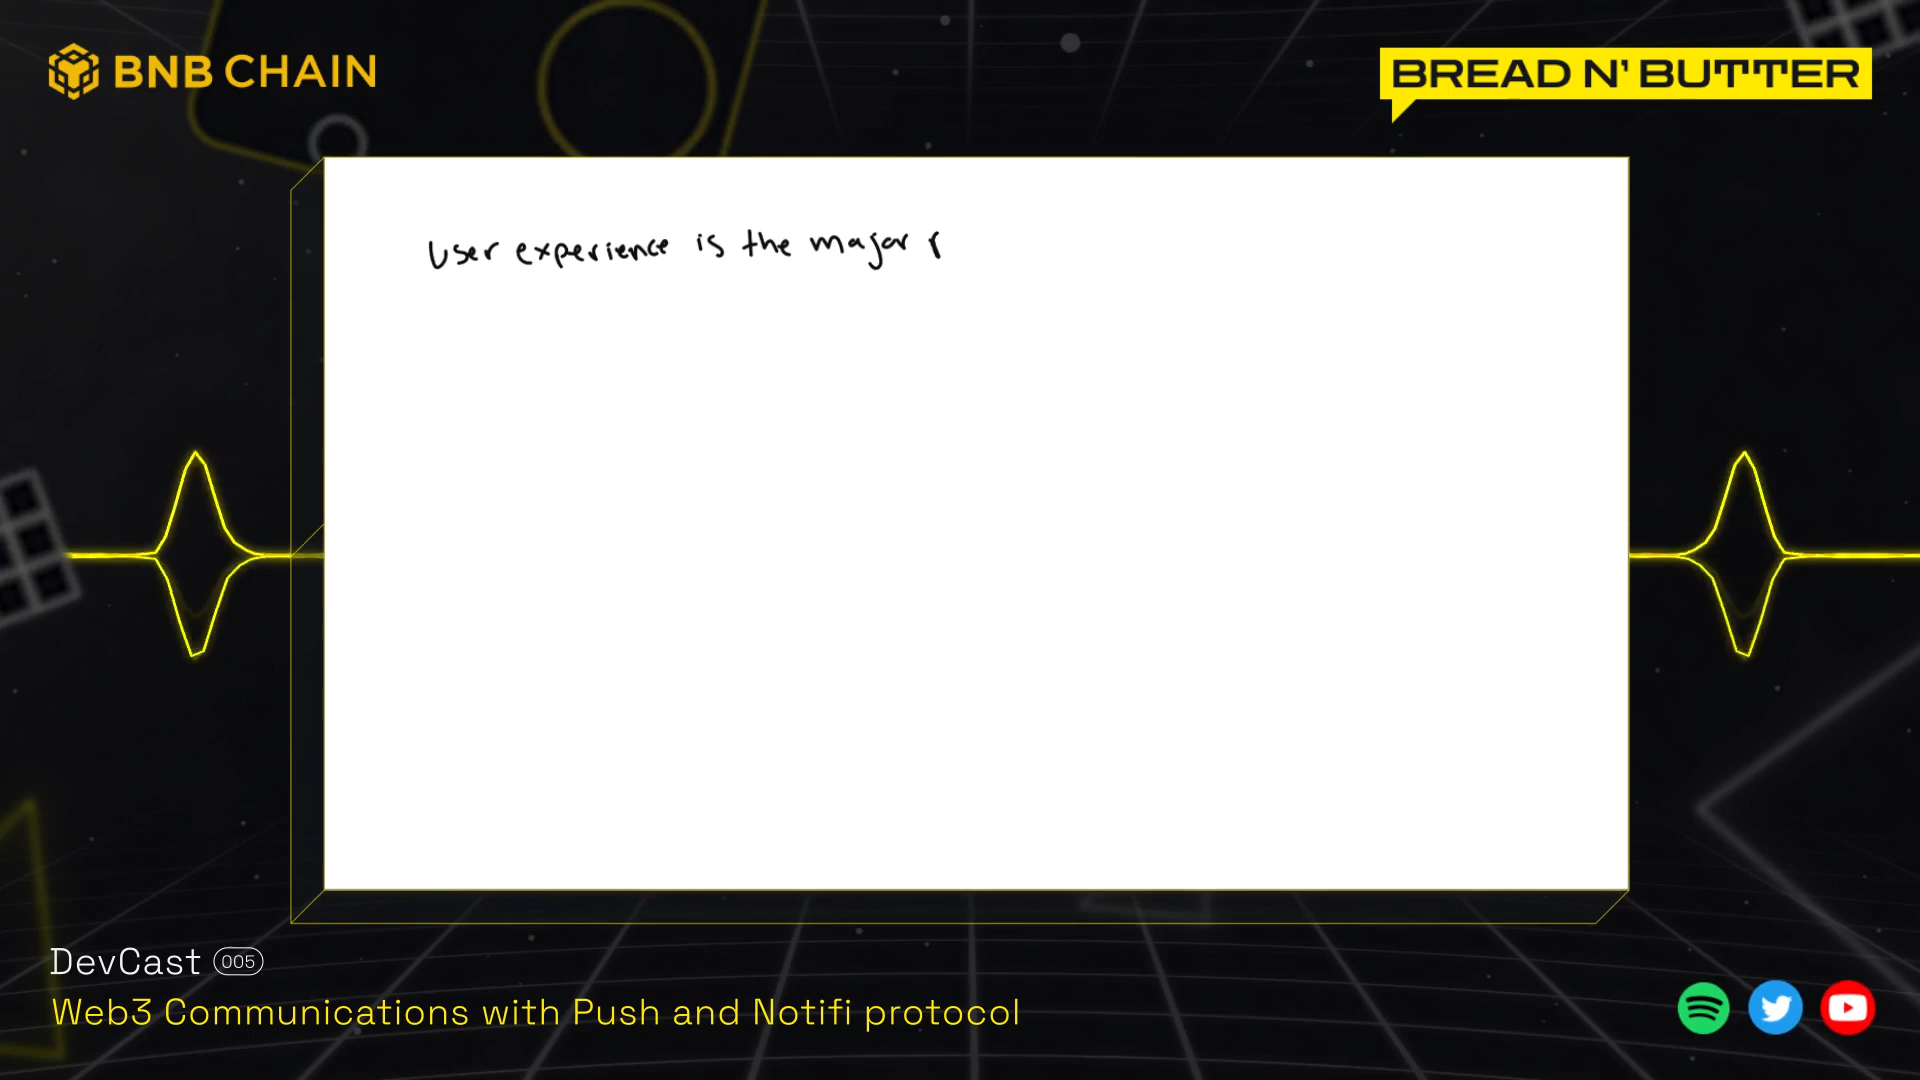 BNB CHAIN
BREAD N' BUTTER
User experience is the major r
DevCast 005
Web3 Communications with Push and Notifi protocol